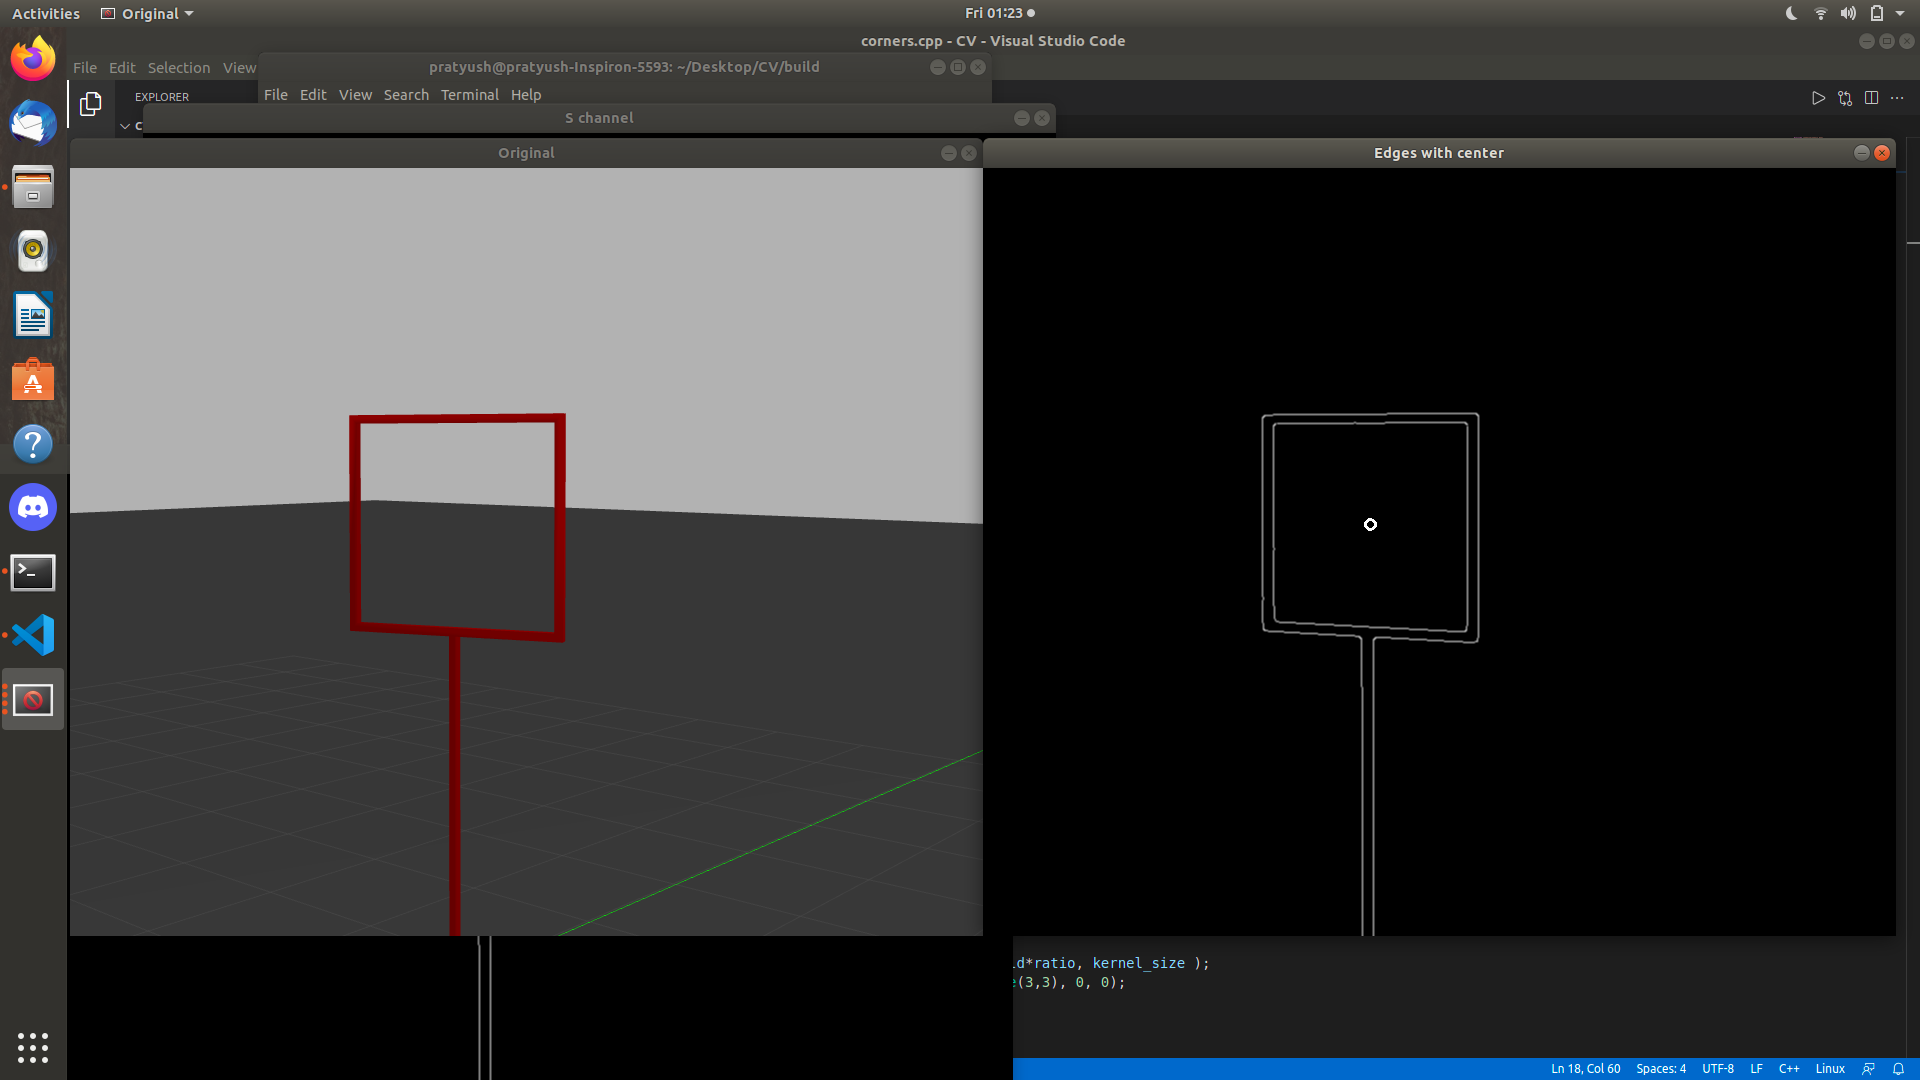 Activities Original Fri 01:23
corners.cpp - CV - Visual Studio Code
File Edit Selection View
pratyush@pratyush-Inspiron-5593: ~/Desktop/CV/build
File Edit View Search Terminal Help
EXPLORER
S channel
Original
Edges with center
*ratio, kernel_size );
(3,3), 0, 0);
Ln 18, Col 60 Spaces: 4 UTF-8 LF C++ Linux